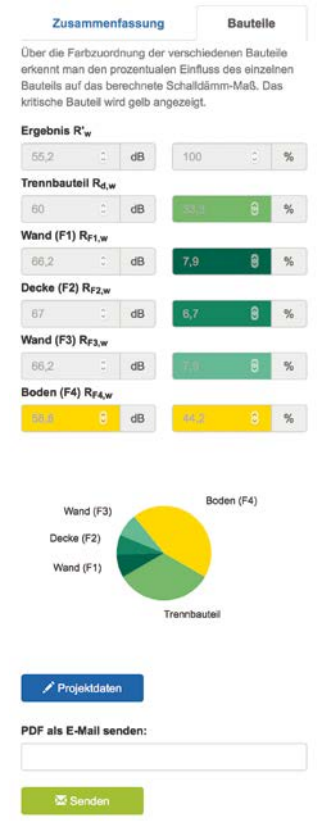 Zusammenfassung Bauteile
Über die Farbzuordnung der verschiedenen Bauteile
erkennt man den prozentualen Einfluss des einzelnen
Bauteils auf das berechnete Schalldämm-Maß. Das
kritische Bauteil wird gelb angezeigt.
Ergebnis R'w
55,2 dB 100 %
Trennbauteil Rd,w
60 dB 33,3 %
Wand (F1) RF1,w
66,2 dB 7,9 %
Decke (F2) RF2,w
67 dB 6,7 %
Wand (F3) RF3,w
66,2 dB 7,9 %
Boden (F4) RF4,w
58,8 dB 44,2 %
Boden (F4)
Wand (F3)
Decke (F2)
Wand (F1)
Trennbauteil
Projektdaten
PDF als E-Mail senden:
Senden